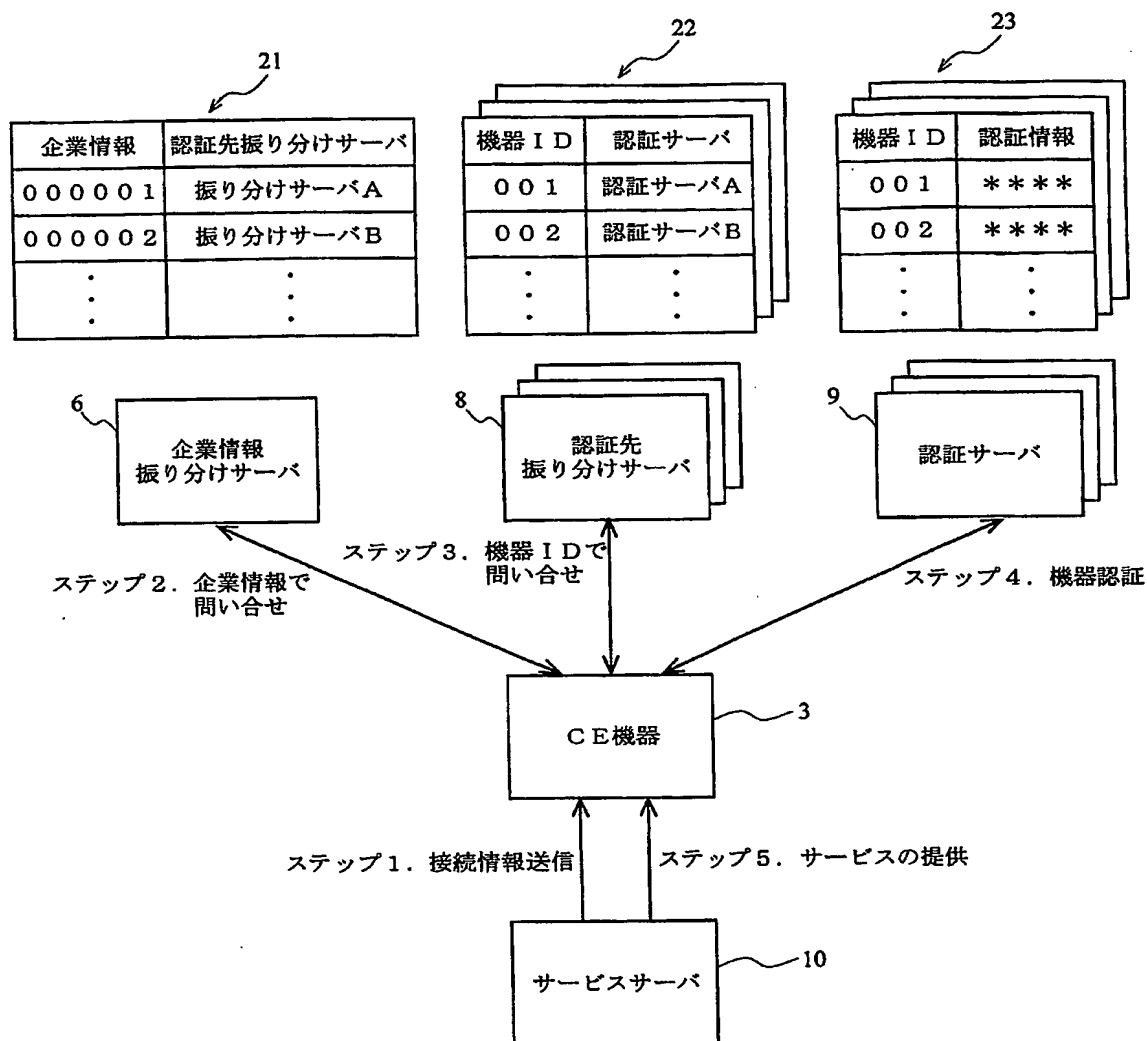 21
22
23
企業情報 認証先振り分けサーバ
000001 振り分けサーバA
000002 振り分けサーバB
機器ID 認証サーバ
001 認証サーバA
002 認証サーバB
機器ID 認証情報
001 ****
002 ****
6
企業情報
振り分けサーバ
8
認証先
振り分けサーバ
9
認証サーバ
ステップ2.企業情報で
問い合せ
ステップ3.機器IDで
問い合せ
ステップ4.機器認証
CE機器
3
ステップ1.接続情報送信
ステップ5.サービスの提供
サービスサーバ
10